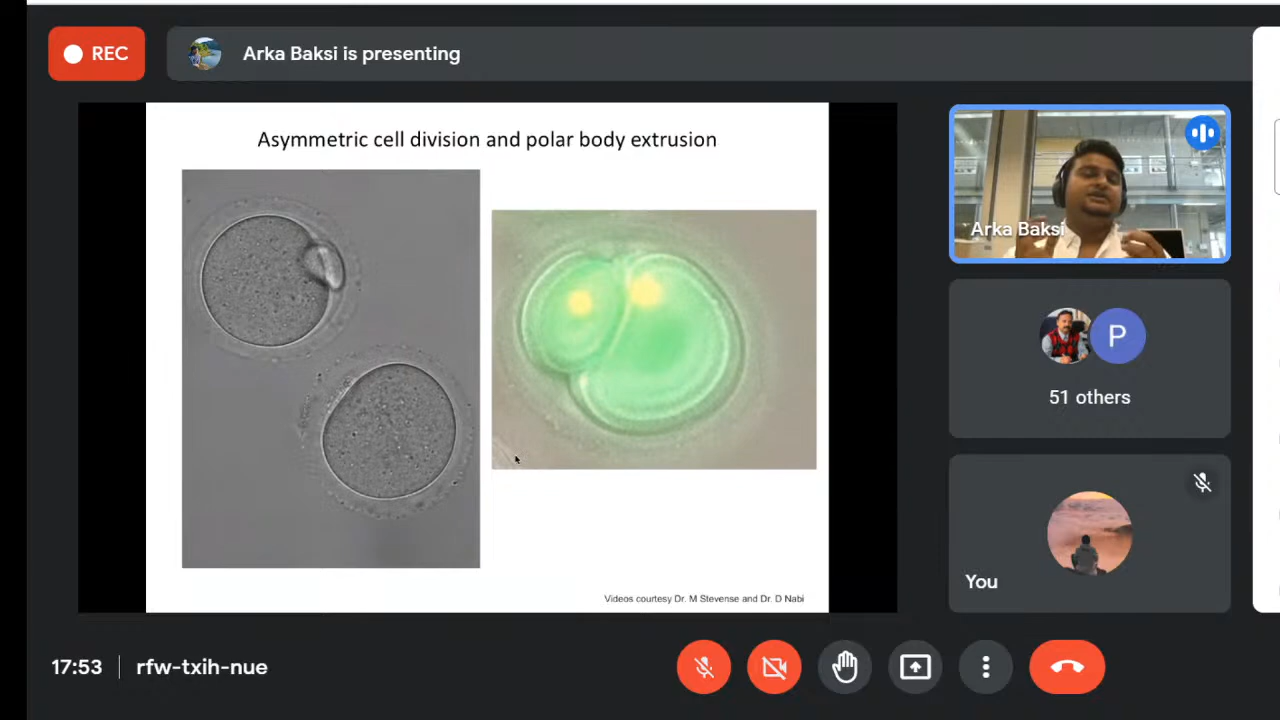 REC
Arka Baksi is presenting
Asymmetric cell division and polar body extrusion
Videos courtesy Dr. M Stevense and Dr. D Nabi
Arka Baksi
P
51 others
You
17:53
rfw-txih-nue